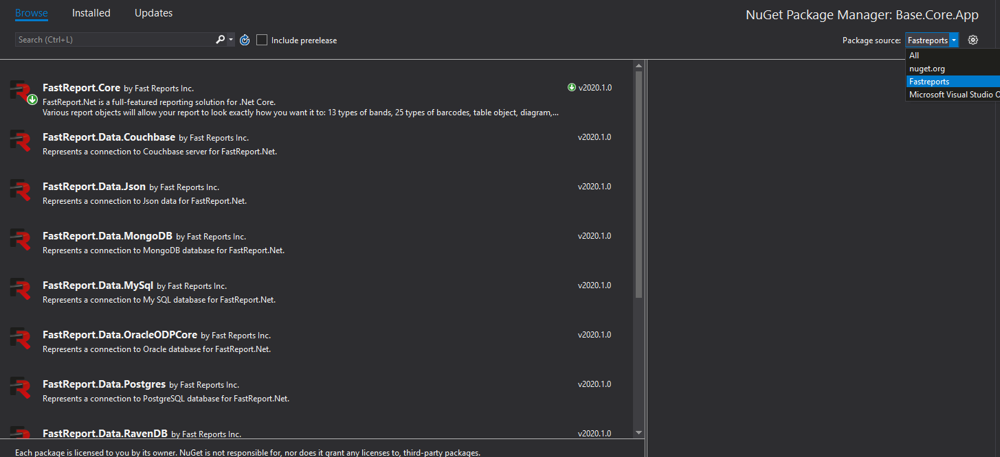 Browse Installed Updates NuGet Package Manager: Base.Core.App
Search (Ctrl+L) Include prerelease Package source: Fastreports
All
nuget.org
Fastreports
Microsoft Visual Studio O
FastReport.Core by Fast Reports Inc. v2020.1.0
FastReport.Net is a full-featured reporting solution for .Net Core.
Various report objects will allow your report to look exactly how you want it to: 13 types of bands, 25 types of barcodes, table object, diagram,...
FastReport.Data.Couchbase by Fast Reports Inc. v2020.1.0
Represents a connection to Couchbase server for FastReport.Net.
FastReport.Data.Json by Fast Reports Inc. v2020.1.0
Represents a connection to Json data for FastReport.Net.
FastReport.Data.MongoDB by Fast Reports Inc. v2020.1.0
Represents a connection to MongoDB database for FastReport.Net.
FastReport.Data.MySql by Fast Reports Inc. v2020.1.0
Represents a connection to My SQL database for FastReport.Net.
FastReport.Data.OracleODPCore by Fast Reports Inc. v2020.1.0
Represents a connection to Oracle database for FastReport.Net.
FastReport.Data.Postgres by Fast Reports Inc. v2020.1.0
Represents a connection to PostgreSQL database for FastReport.Net.
FastReport.Data.RavenDB by Fast Reports Inc. v2020.1.0
Each package is licensed to you by its owner. NuGet is not responsible for, nor does it grant any licenses to, third-party packages.